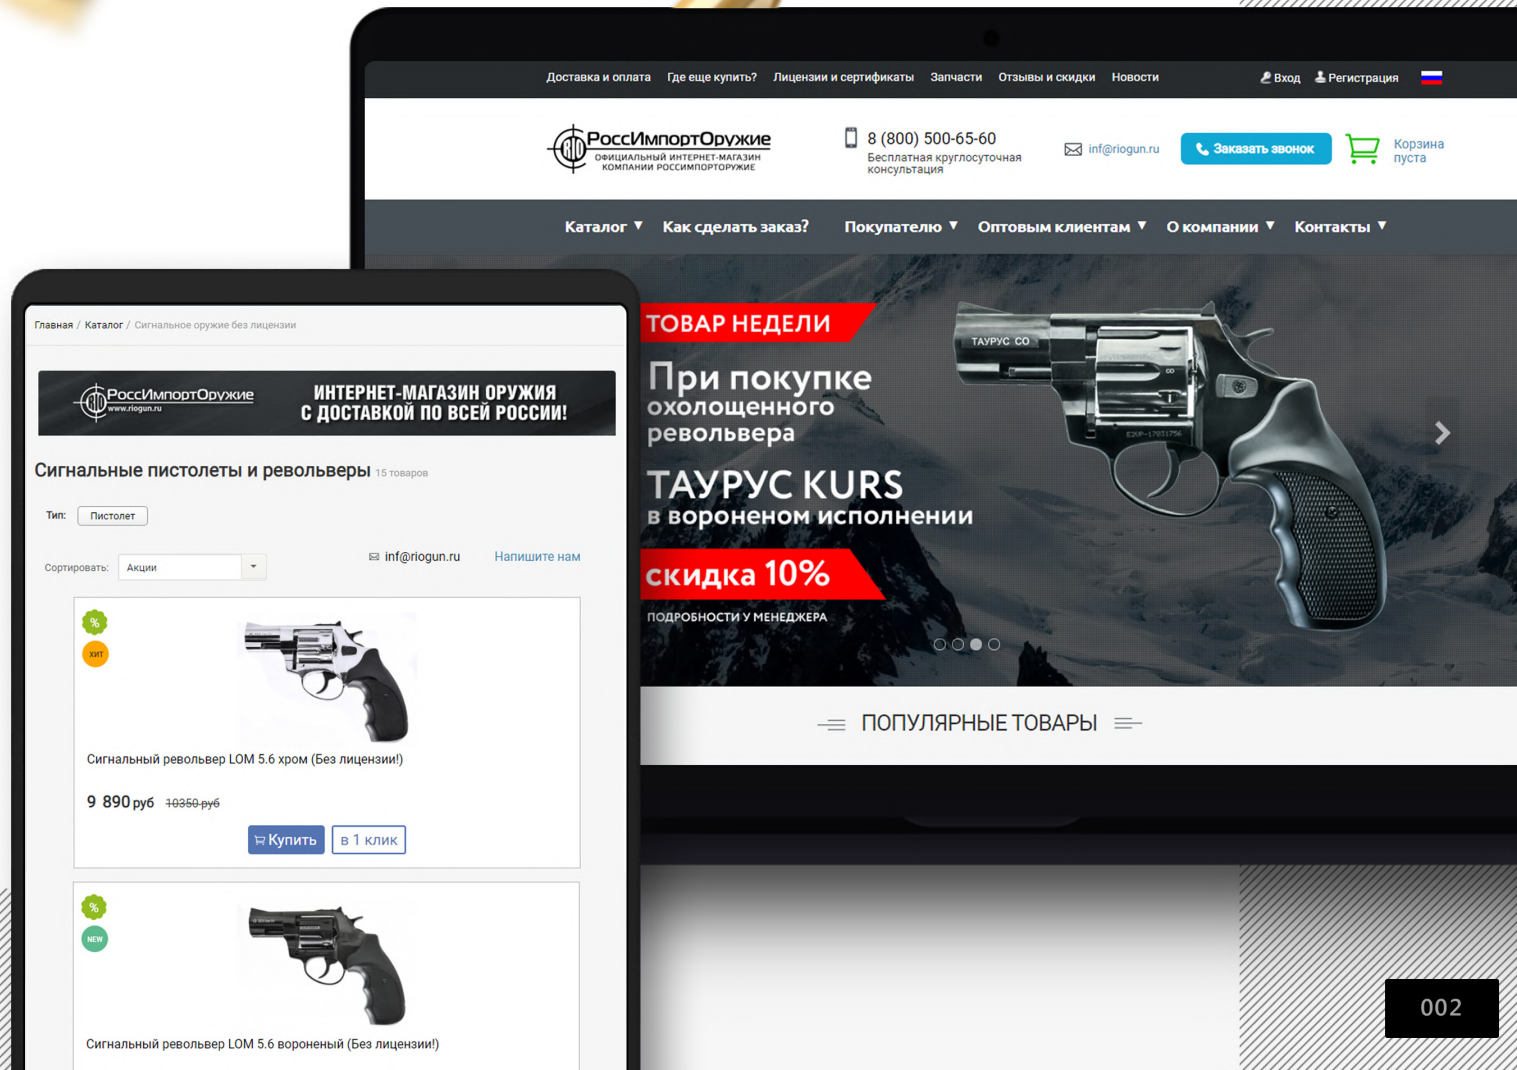 Доставка и оплата Где еще купить? Лицензии и сертификаты Запчасти Отзывы и скидки Новости Вход Регистрация
РоссИмпортОружие
ОФИЦИАЛЬНЫЙ ИНТЕРНЕТ-МАГАЗИН
КОМПАНИИ РОССИМПОРТОРУЖИЕ
RIO
8 (800) 500-65-60
Бесплатная круглосуточная
консультация
inf@riogun.ru
Заказать звонок
Корзина
пуста
Каталог ▼ Как сделать заказ? Покупателю ▼ Оптовым клиентам ▼ О компании ▼ Контакты ▼
ТОВАР НЕДЕЛИ
При покупке
охолощенного
револьвера
ТАУРУС KURS
в вороненом исполнении
скидка 10%
ПОДРОБНОСТИ У МЕНЕДЖЕРА
ТАУРУС СО
СО
ПОПУЛЯРНЫЕ ТОВАРЫ
Главная / Каталог / Сигнальное оружие без лицензии
RIO
РоссИмпортОружие
www.riogun.ru
ИНТЕРНЕТ-МАГАЗИН ОРУЖИЯ
С ДОСТАВКОЙ ПО ВСЕЙ РОССИИ!
Сигнальные пистолеты и револьверы 15 товаров
Тип: Пистолет
Сортировать: Акции
inf@riogun.ru Напишите нам
%
ХИТ
Сигнальный револьвер LOM 5.6 хром (Без лицензии!)
9 890 руб 10350 руб
Купить в 1 клик
%
NEW
Сигнальный револьвер LOM 5.6 вороненый (Без лицензии!)
002